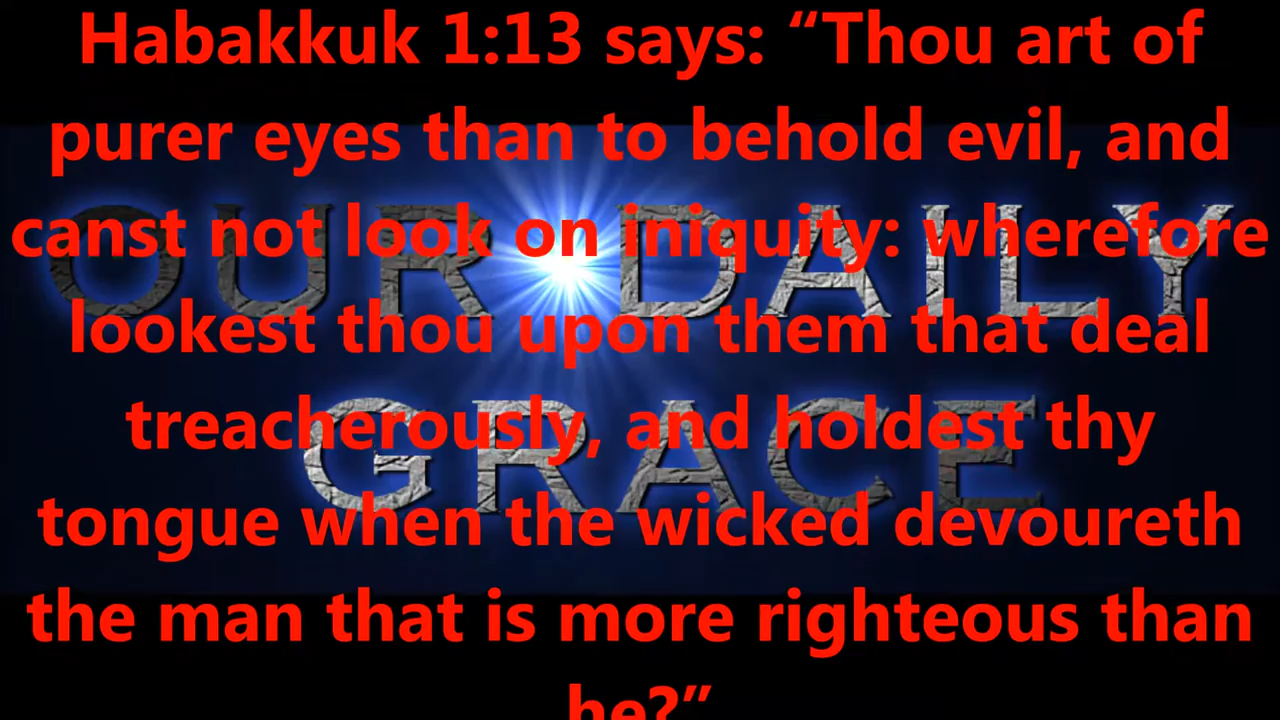 Habakkuk 1:13 says: “Thou art of
purer eyes than to behold evil, and
canst not look on iniquity: wherefore
lookest thou upon them that deal
treacherously, and holdest thy
tongue when the wicked devoureth
the man that is more righteous than
he?”
OUR DAILY
GRACE